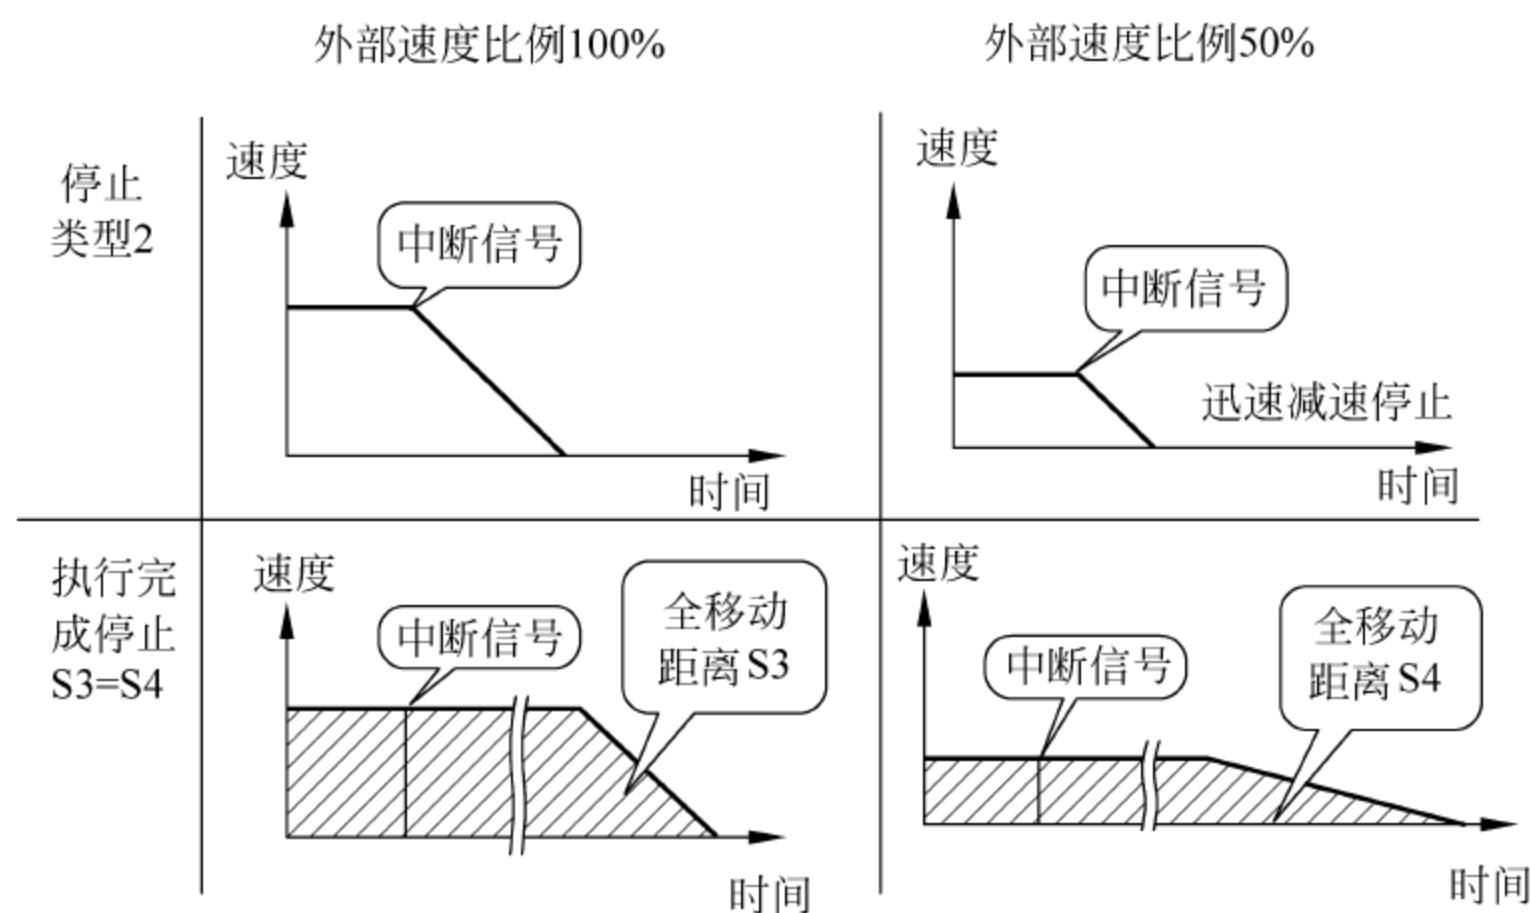 外部速度比例100%
外部速度比例50%
停止
类型2
速度
中断信号
时间
速度
中断信号
迅速减速停止
时间
执行完
成停止
S3=S4
速度
中断信号
全移动
距离S3
时间
速度
中断信号
全移动
距离S4
时间